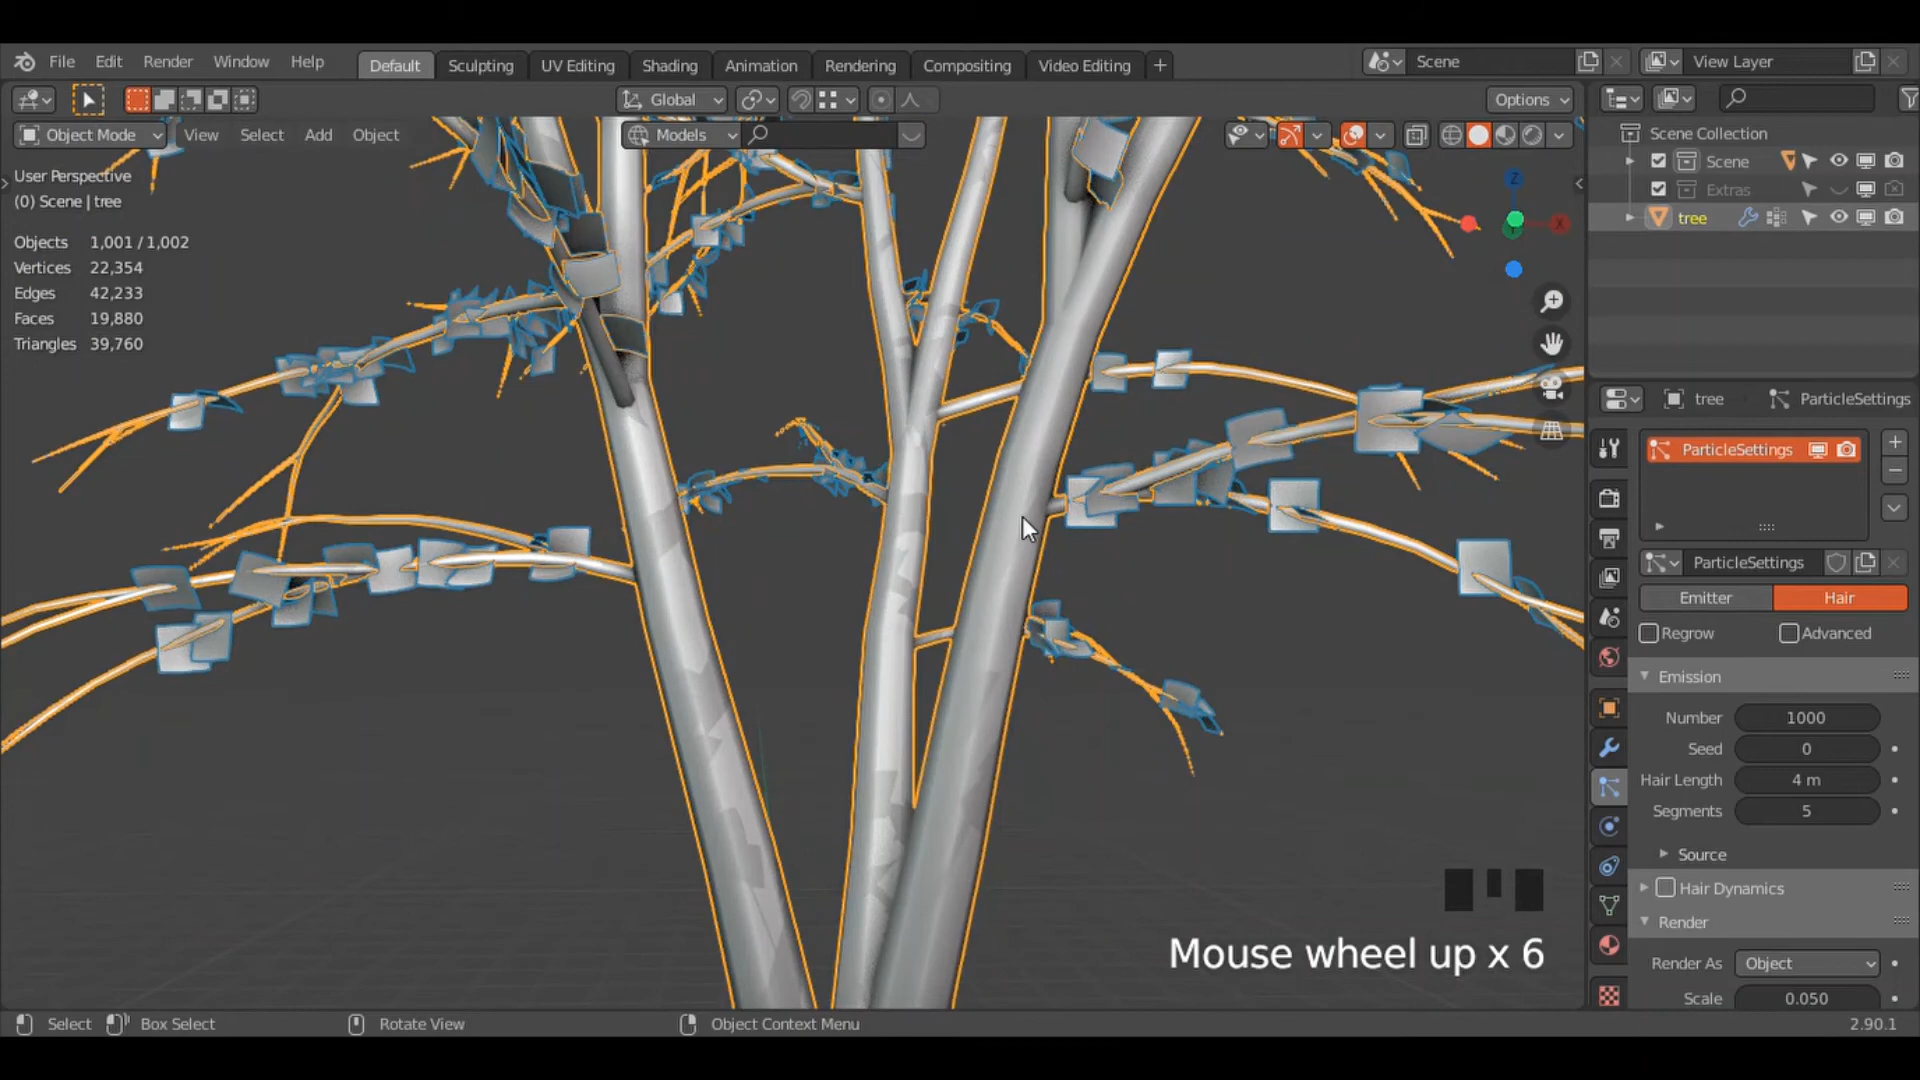 File Edit Render Window Help Default Sculpting UV Editing Shading Animation Rendering Compositing Video Editing + Scene View Layer
Global Options
Object Mode View Select Add Object Models
Scene Collection
Scene
Extras
tree
User Perspective
(0) Scene | tree
Objects 1,001 / 1,002
Vertices 22,354
Edges 42,233
Faces 19,880
Triangles 39,760
Z
X
tree ParticleSettings
ParticleSettings
ParticleSettings
Emitter Hair
Regrow Advanced
Emission
Number 1000
Seed 0
Hair Length 4 m
Segments 5
Source
Hair Dynamics
Render
Render As Object
Scale 0.050
Mouse wheel up x 6
Select Box Select Rotate View Object Context Menu 2.90.1